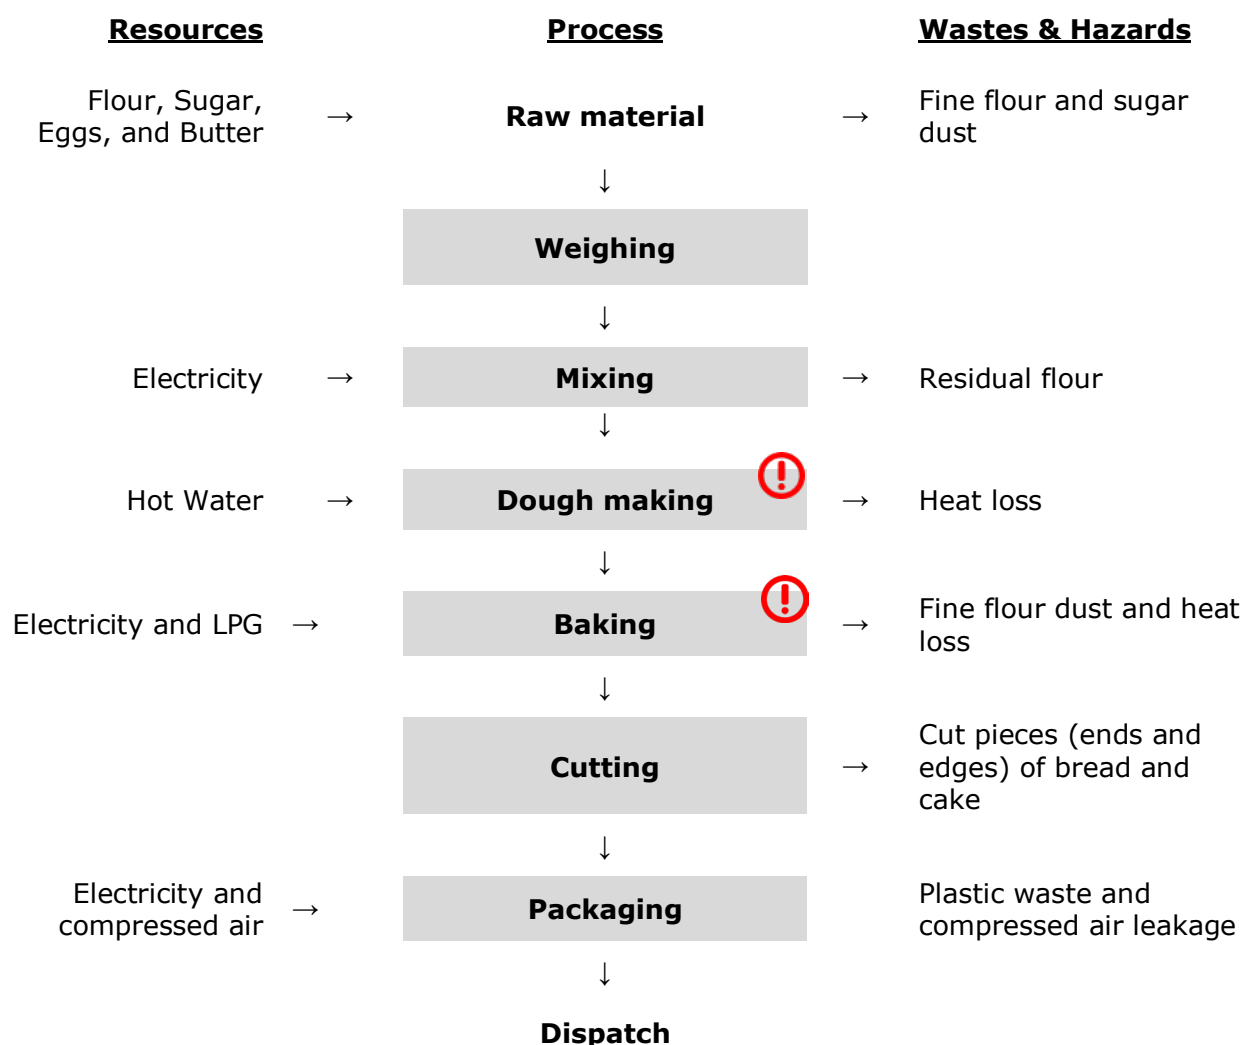 Resources Process Wastes & Hazards
Flour, Sugar,
Eggs, and Butter → Raw material → Fine flour and sugar
dust
↓
Weighing
↓
Electricity → Mixing → Residual flour
↓
Hot Water → Dough making → Heat loss
↓
Electricity and LPG → Baking → Fine flour dust and heat
loss
↓
Cutting → Cut pieces (ends and
edges) of bread and
cake
↓
Electricity and
compressed air → Packaging Plastic waste and
compressed air leakage
↓
Dispatch